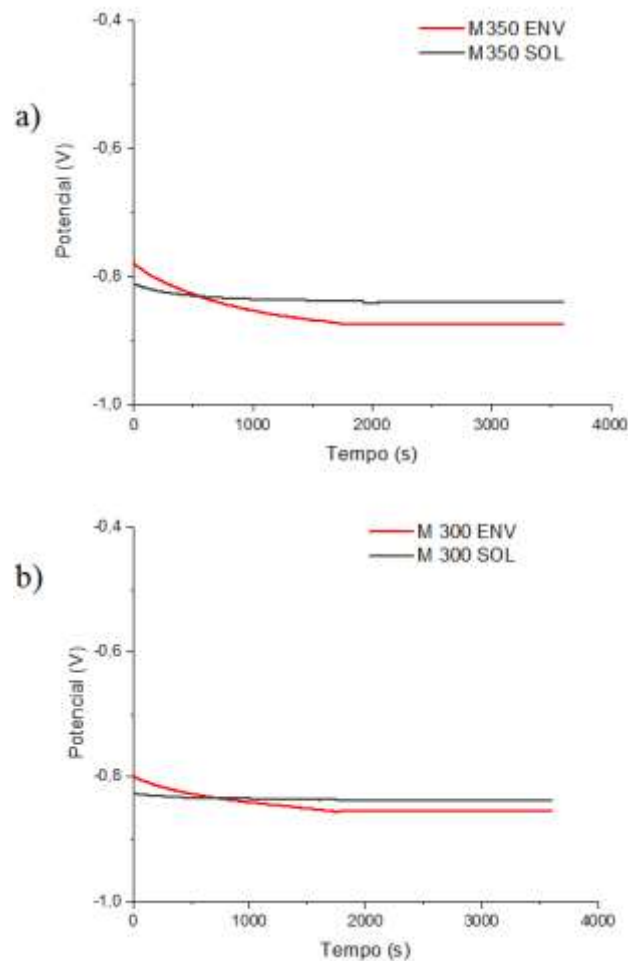 -0,4
M350 ENV
M350 SOL
a)
-0,6
Potencial (V)
-0,8
-1,0
0 1000 2000 3000 4000
Tempo (s)
-0,4
M 300 ENV
M 300 SOL
b)
-0,6
Potencial (V)
-0,8
-1,0
0 1000 2000 3000 4000
Tempo (s)